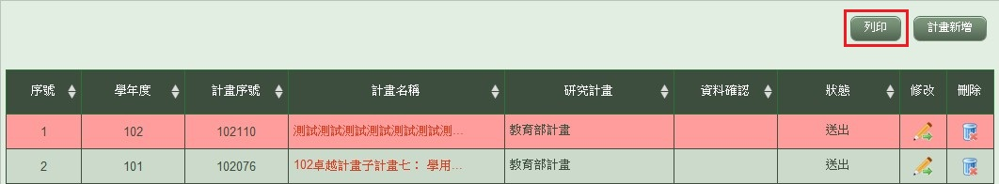 列印 計畫新增
序號 學年度 計畫序號 計畫名稱 研究計畫 資料確認 狀態 修改 刪除
1 102 102110 測試測試測試測試測試測試測... 教育部計畫 送出
2 101 102076 102卓越計畫子計畫七： 學用... 教育部計畫 送出